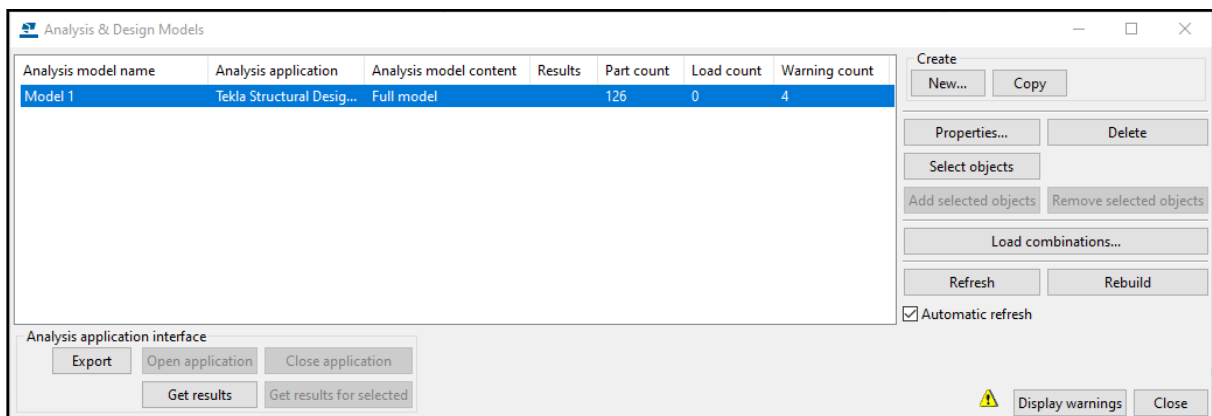 Analysis & Design Models
Analysis model name Analysis application Analysis model content Results Part count Load count Warning count
Model 1 Tekla Structural Desig... Full model 126 0 4
Create
New... Copy
Properties... Delete
Select objects
Add selected objects Remove selected objects
Load combinations...
Refresh Rebuild
Automatic refresh
Analysis application interface
Export Open application Close application
Get results Get results for selected
Display warnings Close